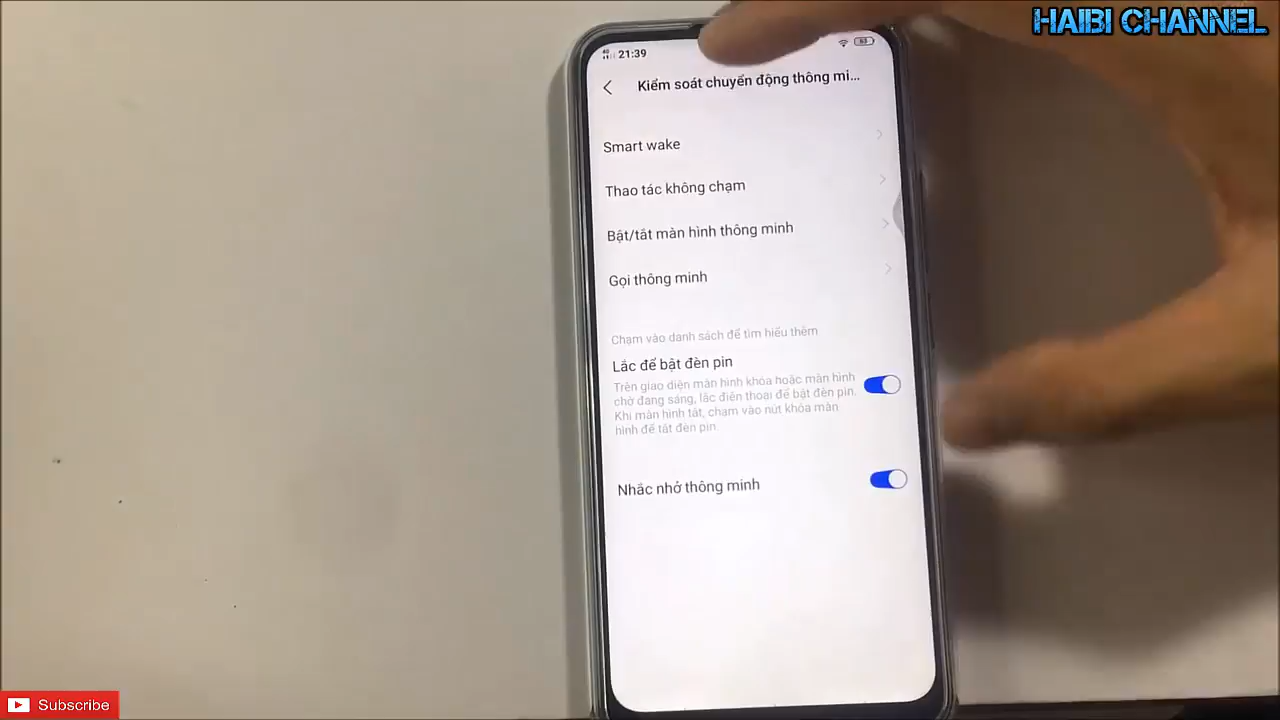 HAIBI CHANNEL
21:39
63
Kiểm soát chuyển động thông mi...
Smart wake
Thao tác không chạm
Bật/tắt màn hình thông minh
Gọi thông minh
Chạm vào danh sách để tìm hiểu thêm
Lắc để bật đèn pin
Trên giao diện màn hình khóa hoặc màn hình
chờ đang sáng, lắc điện thoại để bật đèn pin.
Khi màn hình tắt, chạm vào nút khóa màn
hình để tắt đèn pin.
Nhắc nhở thông minh
Subscribe